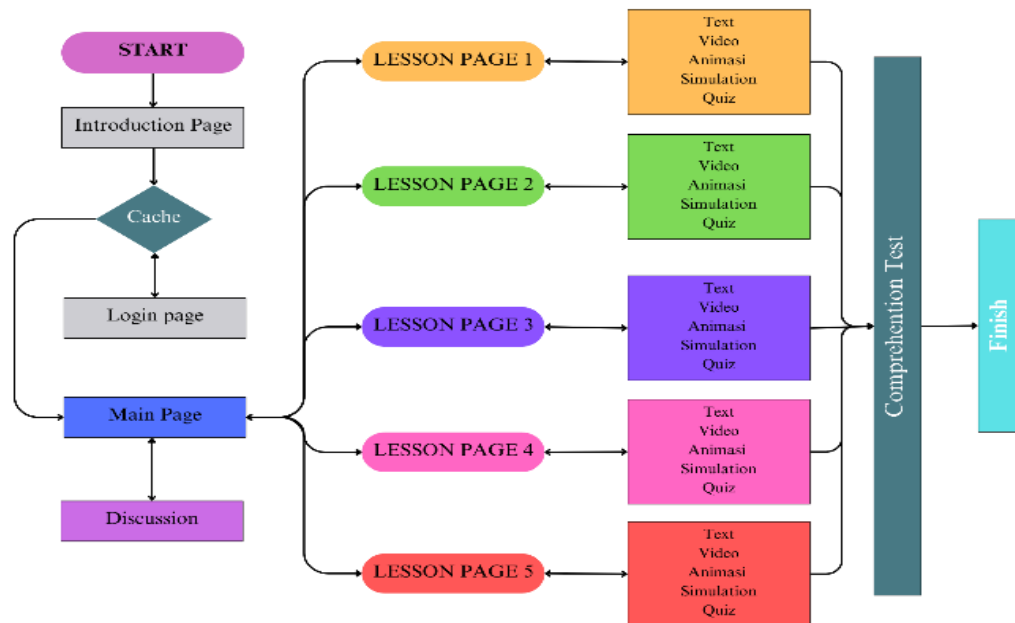 START
Introduction Page
Cache
Login page
Main Page
Discussion
LESSON PAGE 1
Text
Video
Animasi
Simulation
Quiz
LESSON PAGE 2
Text
Video
Animasi
Simulation
Quiz
LESSON PAGE 3
Text
Video
Animasi
Simulation
Quiz
LESSON PAGE 4
Text
Video
Animasi
Simulation
Quiz
LESSON PAGE 5
Text
Video
Animasi
Simulation
Quiz
Comprehention Test
Finish